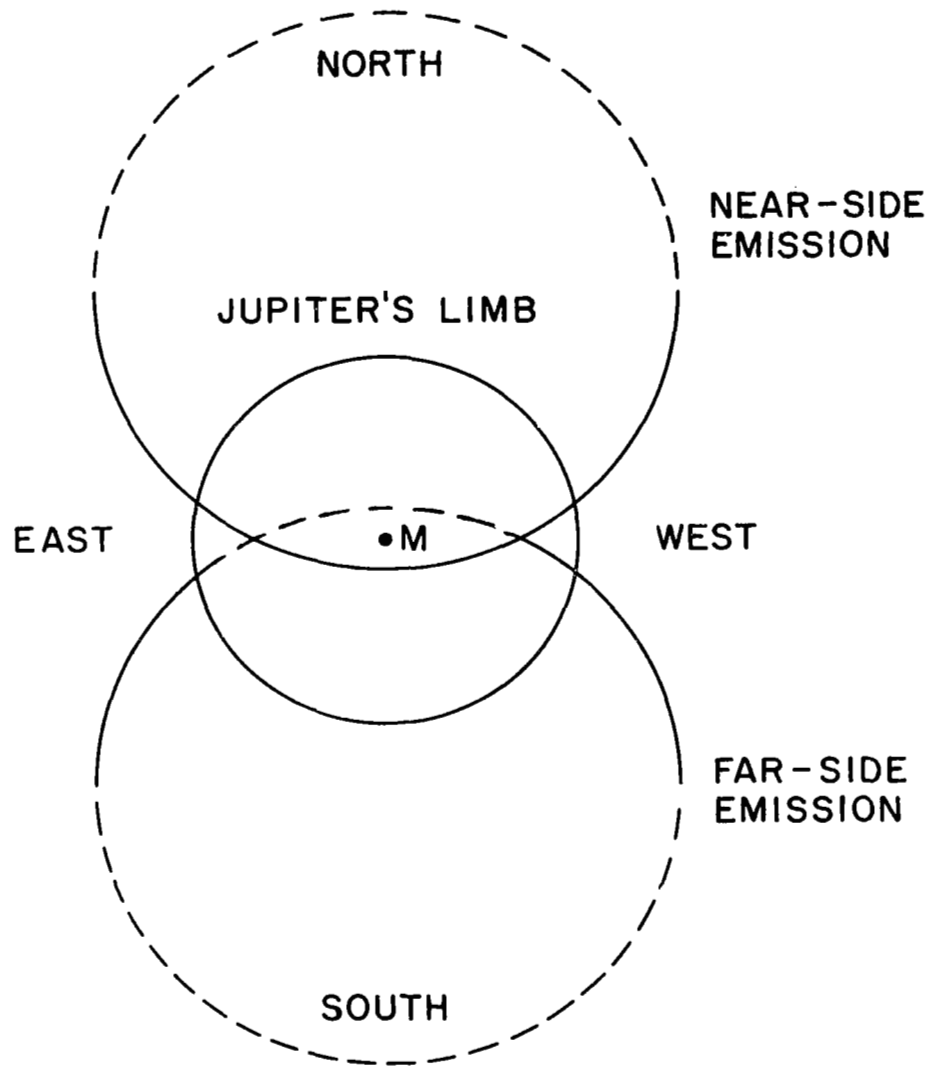 NORTH
NEAR-SIDE
EMISSION
JUPITER'S LIMB
EAST
M
WEST
FAR-SIDE
EMISSION
SOUTH